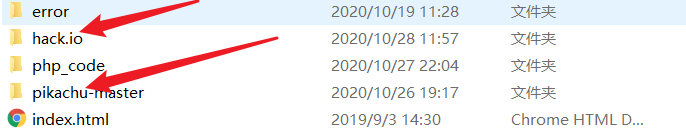 error 2020/10/19 11:28 文件夹
hack.io 2020/10/28 11:57 文件夹
php_code 2020/10/27 22:04 文件夹
pikachu-master 2020/10/26 19:17 文件夹
index.html 2019/9/3 14:30 Chrome HTML D...